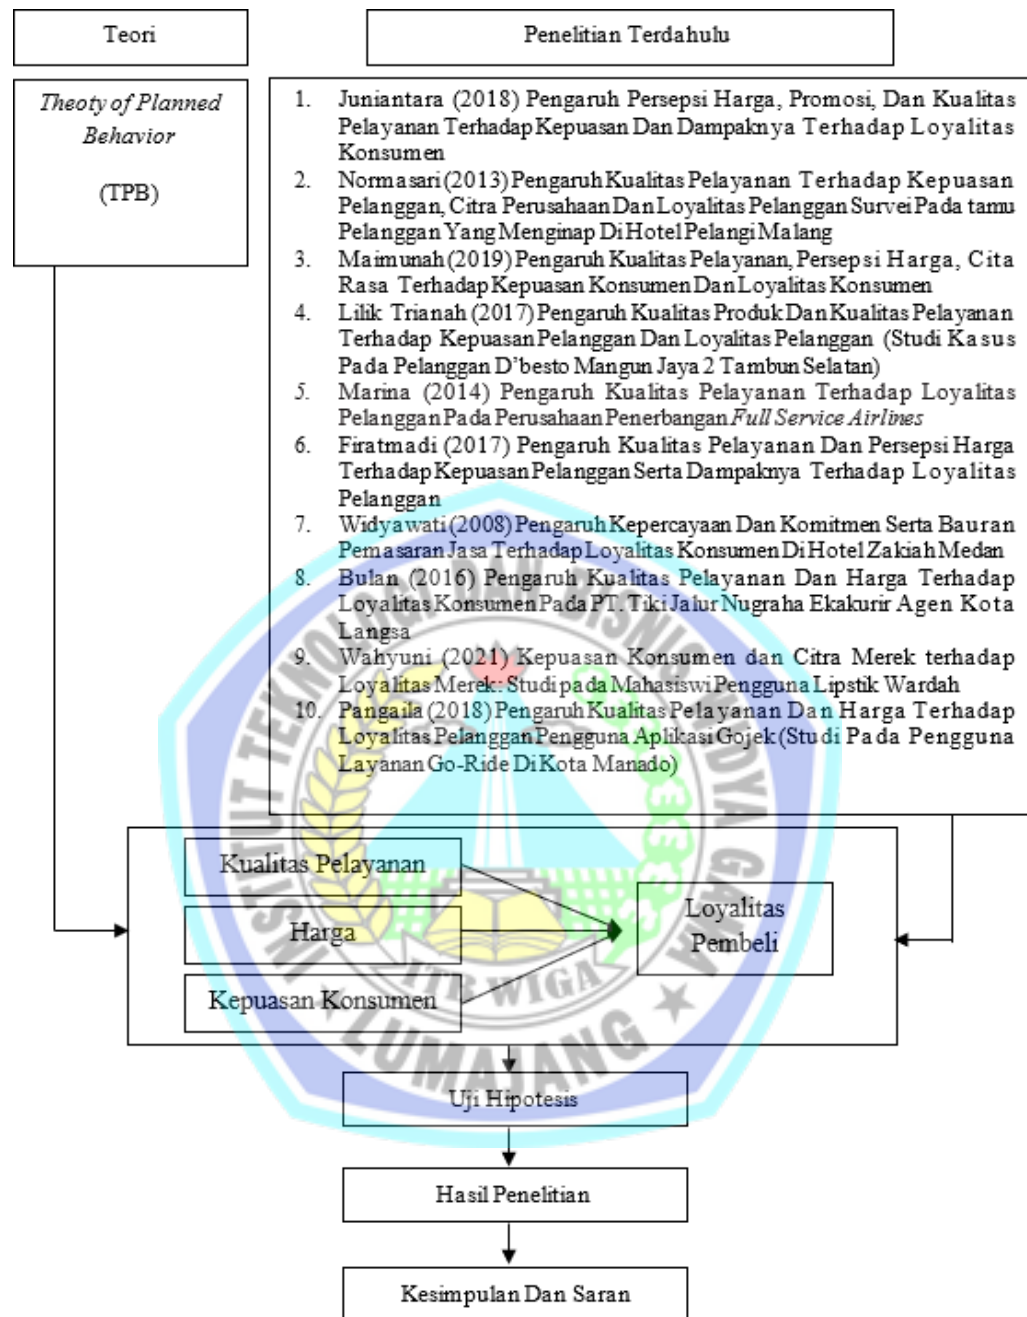 Teori
Penelitian Terdahulu
Theoty of Planned
Behavior
(TPB)
1. Juniantara (2018) Pengaruh Persepsi Harga, Promosi, Dan Kualitas
Pelayanan Terhadap Kepuasan Dan Dampaknya Terhadap Loyalitas
Konsumen
2. Normasari (2013) Pengaruh Kualitas Pelayanan Terhadap Kepuasan
Pelanggan, Citra Perusahaan Dan Loyalitas Pelanggan Survei Pada tamu
Pelanggan Yang Menginap Di Hotel Pelangi Malang
3. Maimunah (2019) Pengaruh Kualitas Pelayanan, Persepsi Harga, Cita
Rasa Terhadap Kepuasan Konsumen Dan Loyalitas Konsumen
4. Lilik Trianah (2017) Pengaruh Kualitas Produk Dan Kualitas Pelayanan
Terhadap Kepuasan Pelanggan Dan Loyalitas Pelanggan (Studi Kasus
Pada Pelanggan D’besto Mangun Jaya 2 Tambun Selatan)
5. Marina (2014) Pengaruh Kualitas Pelayanan Terhadap Loyalitas
Pelanggan Pada Perusahaan Penerbangan Full Service Airlines
6. Firatmadi (2017) Pengaruh Kualitas Pelayanan Dan Persepsi Harga
Terhadap Kepuasan Pelanggan Serta Dampaknya Terhadap Loyalitas
Pelanggan
7. Widyawati (2008) Pengaruh Kepercayaan Dan Komitmen Serta Bauran
Pemasaran Jasa Terhadap Loyalitas Konsumen Di Hotel Zakiah Medan
8. Bulan (2016) Pengaruh Kualitas Pelayanan Dan Harga Terhadap
Loyalitas Konsumen Pada PT. Tiki Jalur Nugraha Ekakurir Agen Kota
Langsa
9. Wahyuni (2021) Kepuasan Konsumen dan Citra Merek terhadap
Loyalitas Merek: Studi pada Mahasiswi Pengguna Lipstik Wardah
10. Pangaila (2018) Pengaruh Kualitas Pelayanan Dan Harga Terhadap
Loyalitas Pelanggan Pengguna Aplikasi Gojek (Studi Pada Pengguna
Layanan Go-Ride Di Kota Manado)
Kualitas Pelayanan
Harga
Kepuasan Konsumen
Loyalitas
Pembeli
Uji Hipotesis
Hasil Penelitian
Kesimpulan Dan Saran
INSTITUT TEKNOLOGI DAN BISNIS WIDYA GAMA
ITB WIGA
LUMAJANG